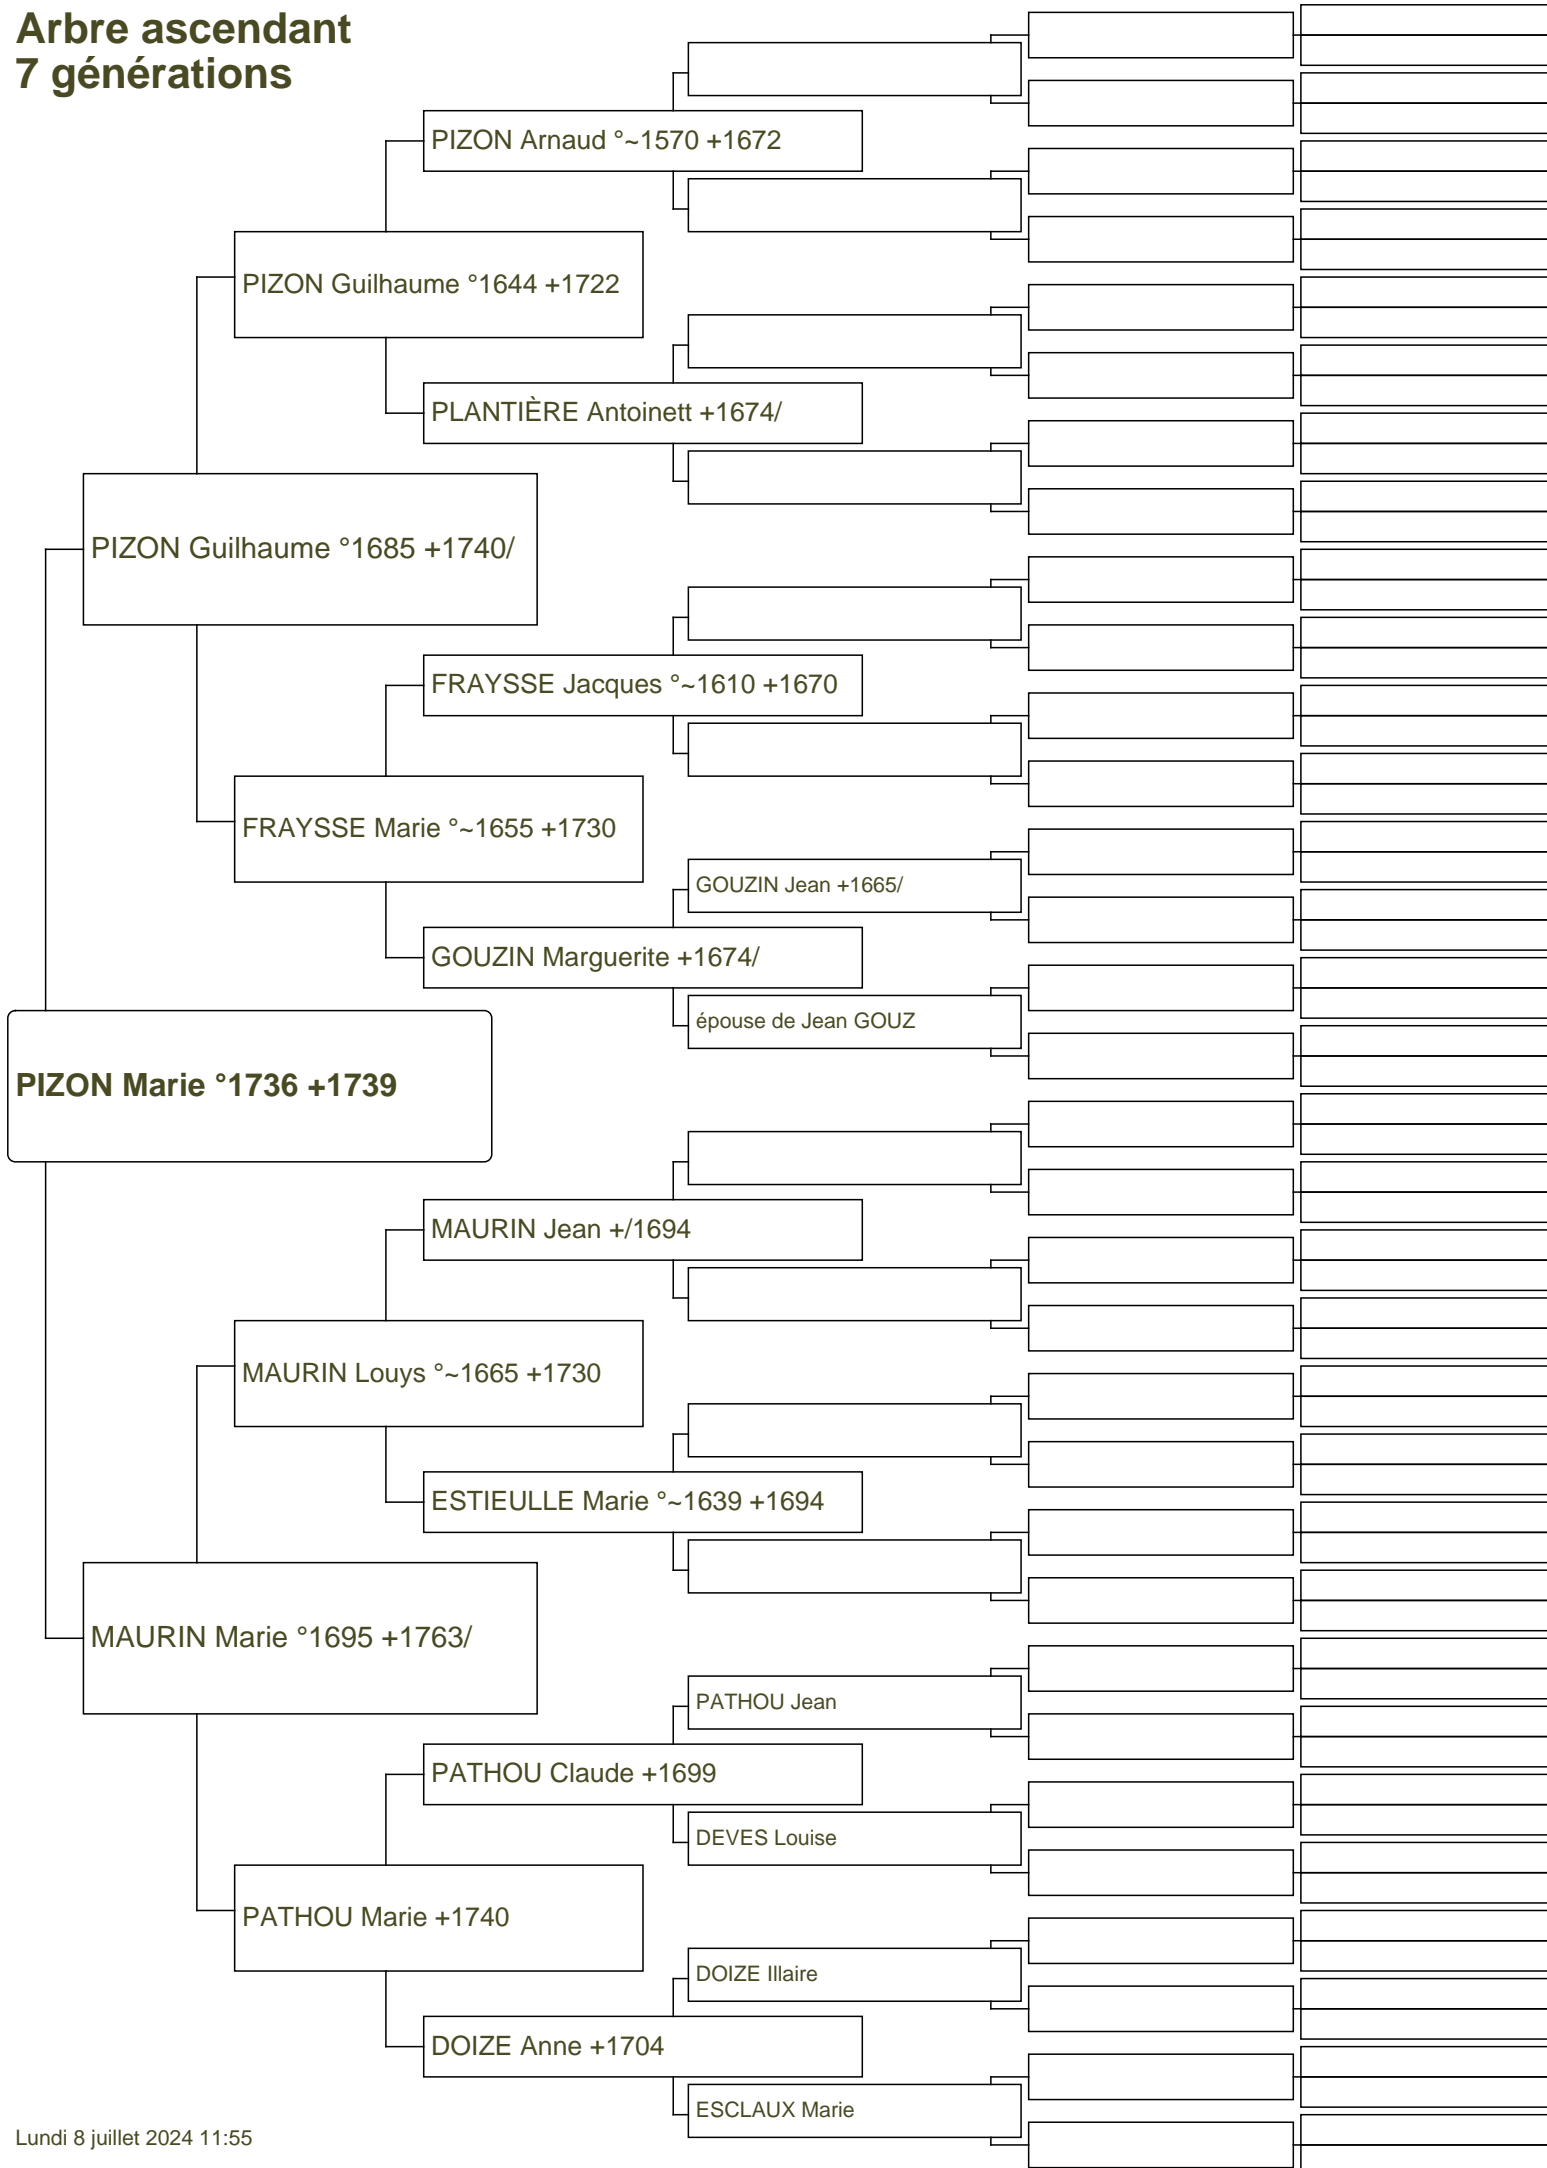 Arbre ascendant
7 générations
PIZON Arnaud °~1570 +1672
PIZON Guilhaume °1644 +1722
PLANTIÈRE Antoinett +1674/
PIZON Guilhaume °1685 +1740/
FRAYSSE Jacques °~1610 +1670
FRAYSSE Marie °~1655 +1730
GOUZIN Jean +1665/
GOUZIN Marguerite +1674/
épouse de Jean GOUZ
PIZON Marie °1736 +1739
MAURIN Jean +/1694
MAURIN Louys °~1665 +1730
ESTIEULLE Marie °~1639 +1694
MAURIN Marie °1695 +1763/
PATHOU Jean
PATHOU Claude +1699
DEVES Louise
PATHOU Marie +1740
DOIZE Illaire
DOIZE Anne +1704
ESCLAUX Marie
Lundi 8 juillet 2024 11:55